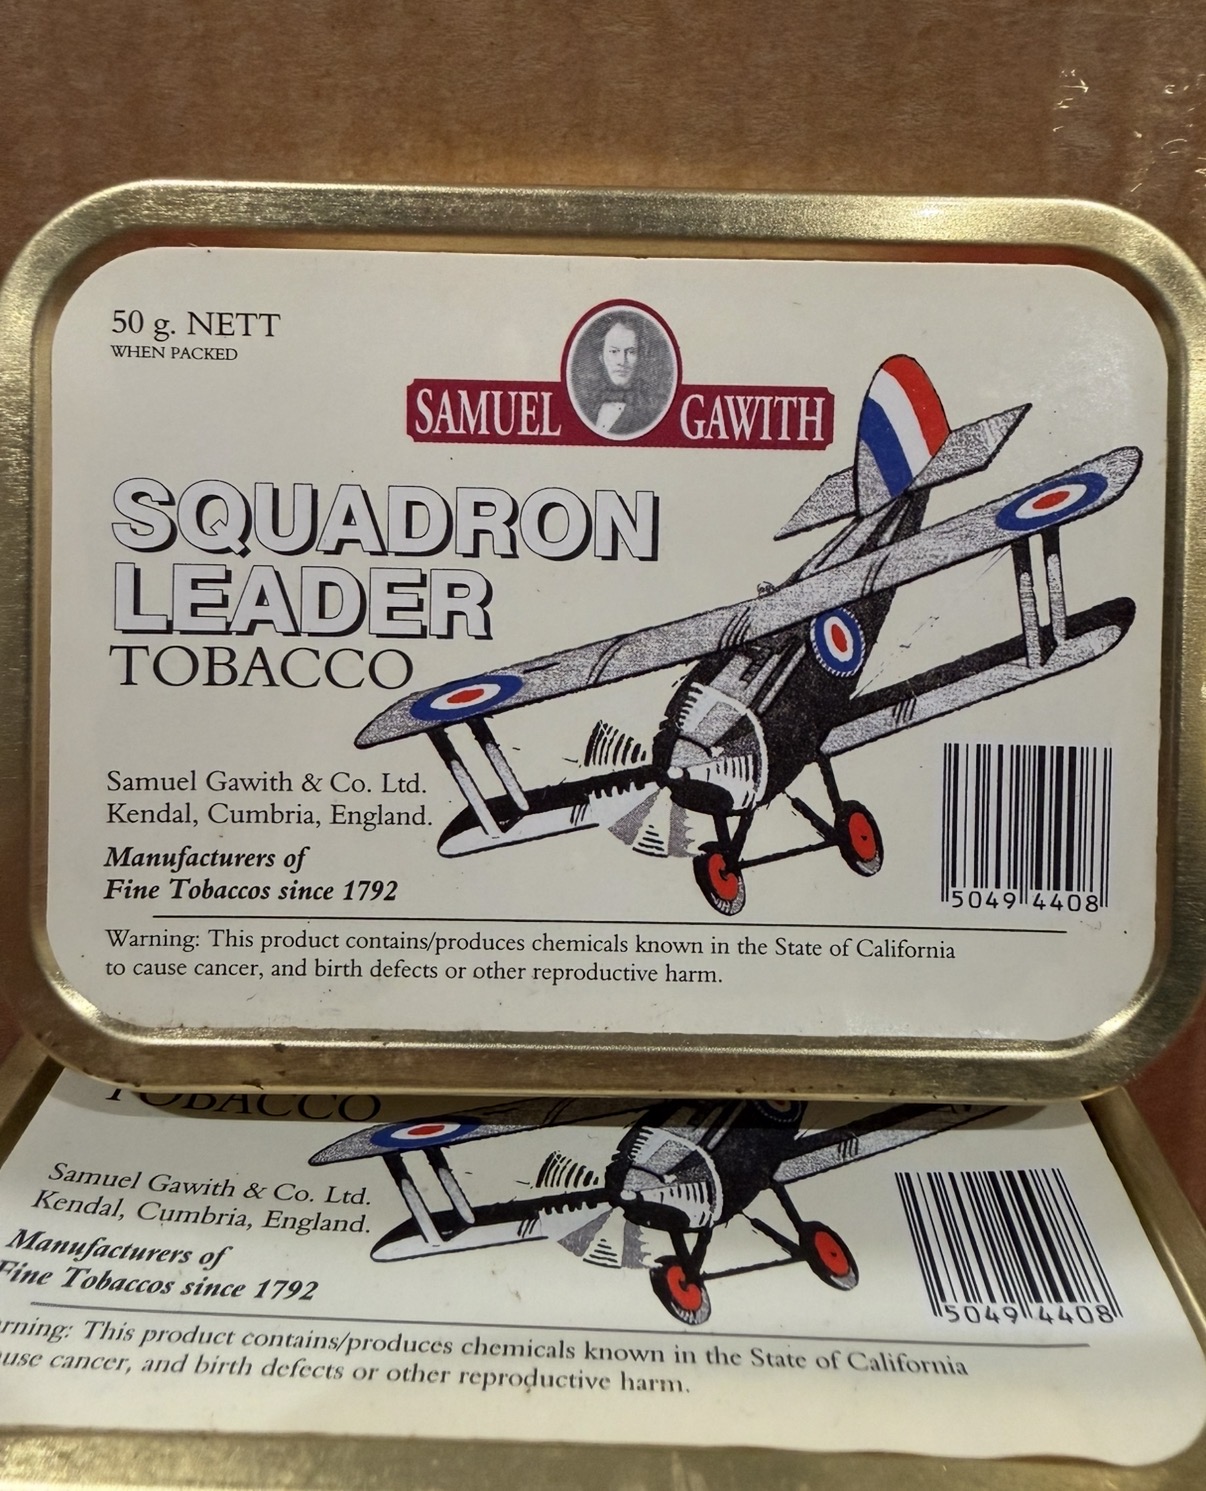 50 g. NETT
WHEN PACKED
SAMUEL GAWITH
SQUADRON
LEADER
TOBACCO
Samuel Gawith & Co. Ltd.
Kendal, Cumbria, England.
Manufacturers of
Fine Tobaccos since 1792
5049 4408
Warning: This product contains/produces chemicals known in the State of California
to cause cancer, and birth defects or other reproductive harm.
TOBACCO
Samuel Gawith & Co. Ltd.
Kendal, Cumbria, England.
Manufacturers of
Fine Tobaccos since 1792
5049 4408
rning: This product contains/produces chemicals known in the State of California
use cancer, and birth defects or other reproductive harm.